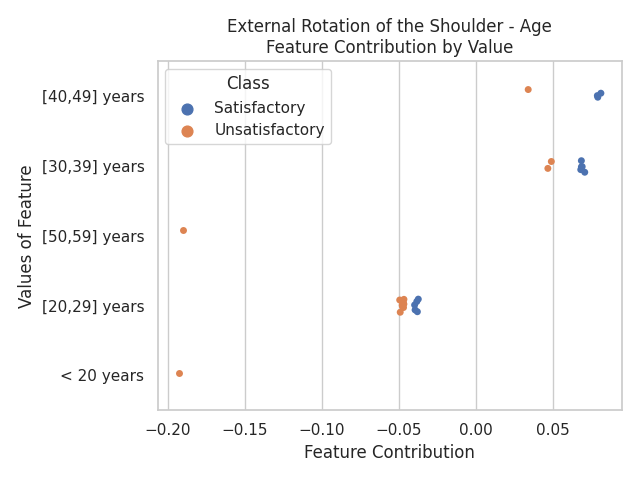 External Rotation of the Shoulder - Age
Feature Contribution by Value
Class
Satisfactory
Unsatisfactory
Values of Feature
[40,49] years
[30,39] years
[50,59] years
[20,29] years
< 20 years
−0.20 −0.15 −0.10 −0.05 0.00 0.05
Feature Contribution